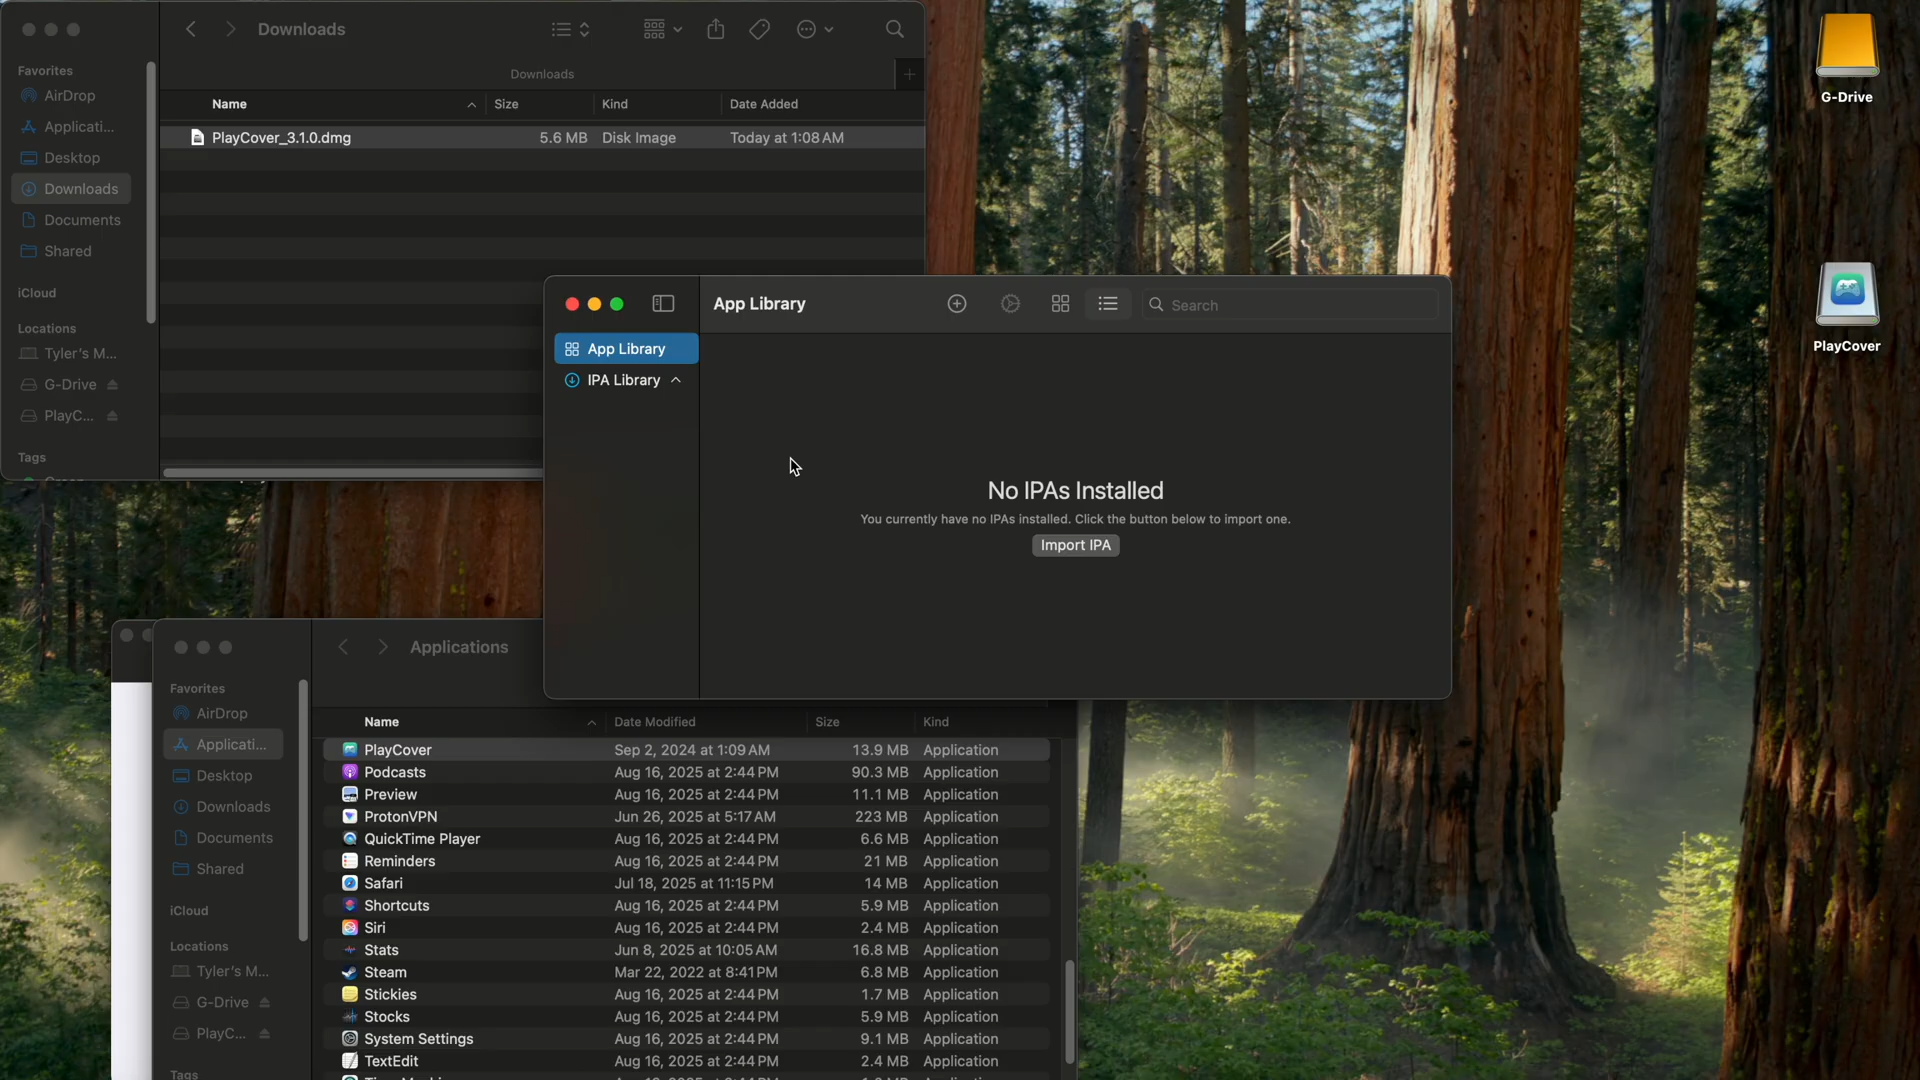 Downloads
Downloads
Favorites
AirDrop
Applicati...
Desktop
Downloads
Documents
Shared
iCloud
Locations
Tyler's M...
G-Drive
PlayC...
Tags
Name Size Kind Date Added
PlayCover_3.1.0.dmg 5.6 MB Disk Image Today at 1:08 AM
G-Drive
PlayCover
App Library
Search
App Library
IPA Library
No IPAs Installed
You currently have no IPAs installed. Click the button below to import one.
Import IPA
Applications
Favorites
AirDrop
Applicati...
Desktop
Downloads
Documents
Shared
iCloud
Locations
Tyler's M...
G-Drive
PlayC...
Tags
Name Date Modified Size Kind
PlayCover Sep 2, 2024 at 1:09 AM 13.9 MB Application
Podcasts Aug 16, 2025 at 2:44 PM 90.3 MB Application
Preview Aug 16, 2025 at 2:44 PM 11.1 MB Application
ProtonVPN Jun 26, 2025 at 5:17 AM 223 MB Application
QuickTime Player Aug 16, 2025 at 2:44 PM 6.6 MB Application
Reminders Aug 16, 2025 at 2:44 PM 21 MB Application
Safari Jul 18, 2025 at 11:15 PM 14 MB Application
Shortcuts Aug 16, 2025 at 2:44 PM 5.9 MB Application
Siri Aug 16, 2025 at 2:44 PM 2.4 MB Application
Stats Jun 8, 2025 at 10:05 AM 16.8 MB Application
Steam Mar 22, 2022 at 8:41 PM 6.8 MB Application
Stickies Aug 16, 2025 at 2:44 PM 1.7 MB Application
Stocks Aug 16, 2025 at 2:44 PM 5.9 MB Application
System Settings Aug 16, 2025 at 2:44 PM 9.1 MB Application
TextEdit Aug 16, 2025 at 2:44 PM 2.4 MB Application